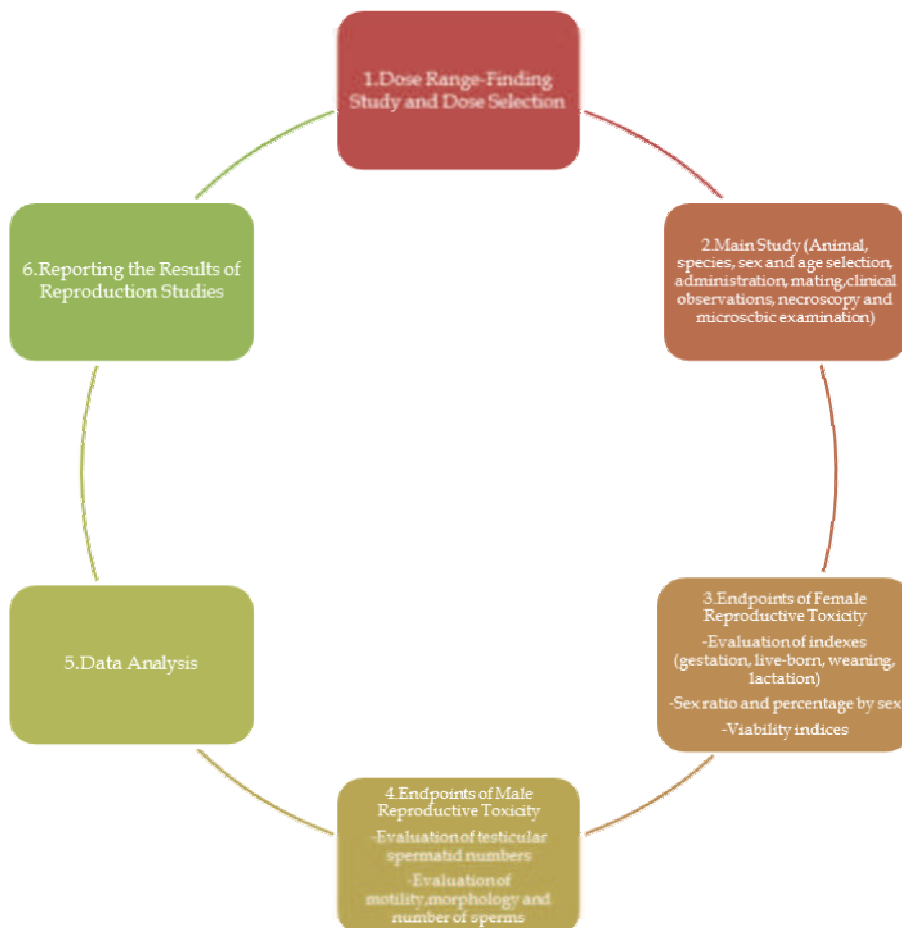 1.Dose Range-Finding
Study and Dose Selection
2.Main Study (Animal,
species, sex and age selection,
administration, mating,clinical
observations, necroscopy and
microscbic examination)
3.Endpoints of Female
Reproductive Toxicity
-Evaluation of indexes
(gestation, live-born, weaning,
lactation)
-Sex ratio and percentage by sex
-Viability indices
4.Endpoints of Male
Reproductive Toxicity
-Evaluation of testicular
spermatid numbers
-Evaluation of
motility,morphology and
number of sperms
5.Data Analysis
6.Reporting the Results of
Reproduction Studies